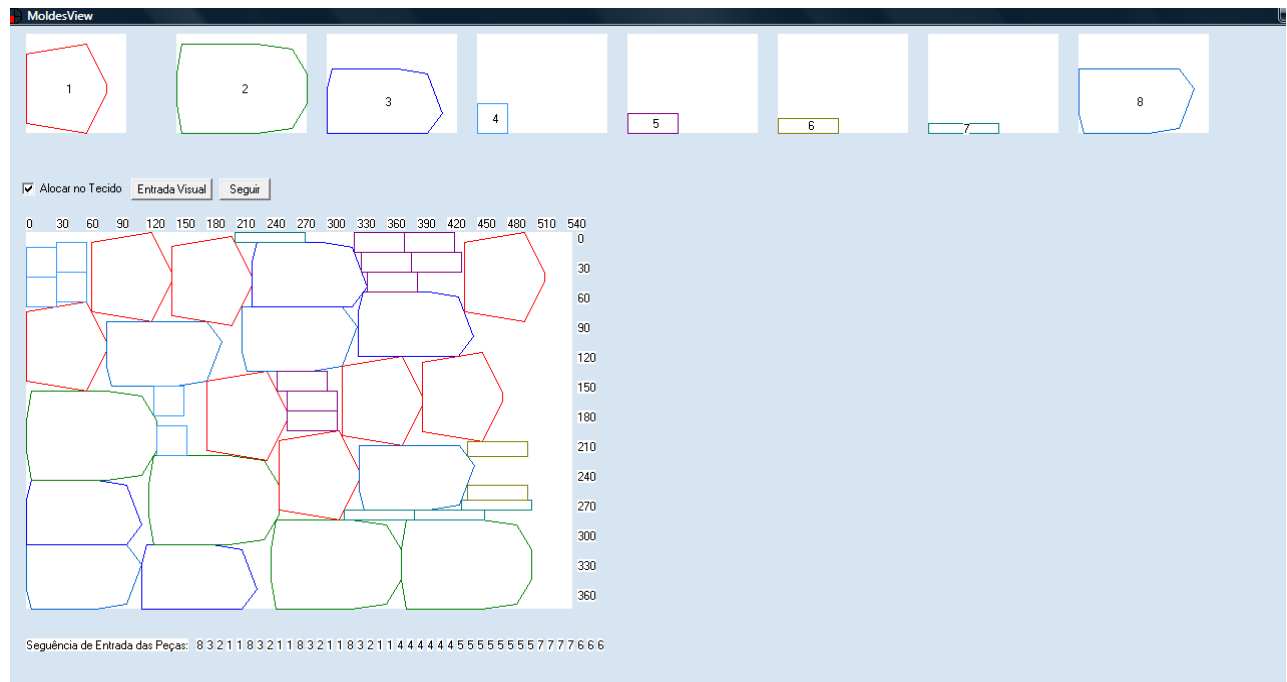 MoldesView
1 2 3 4 5 6 7 8
Alocar no Tecido Entrada Visual Seguir
0 30 60 90 120 150 180 210 240 270 300 330 360 390 420 450 480 510 540
0
30
60
90
120
150
180
210
240
270
300
330
360
Seguência de Entrada das Peças: 8 3 2 1 1 8 3 2 1 1 8 3 2 1 1 8 3 2 1 1 4 4 4 4 4 4 5 5 5 5 5 5 5 7 7 7 7 6 6 6